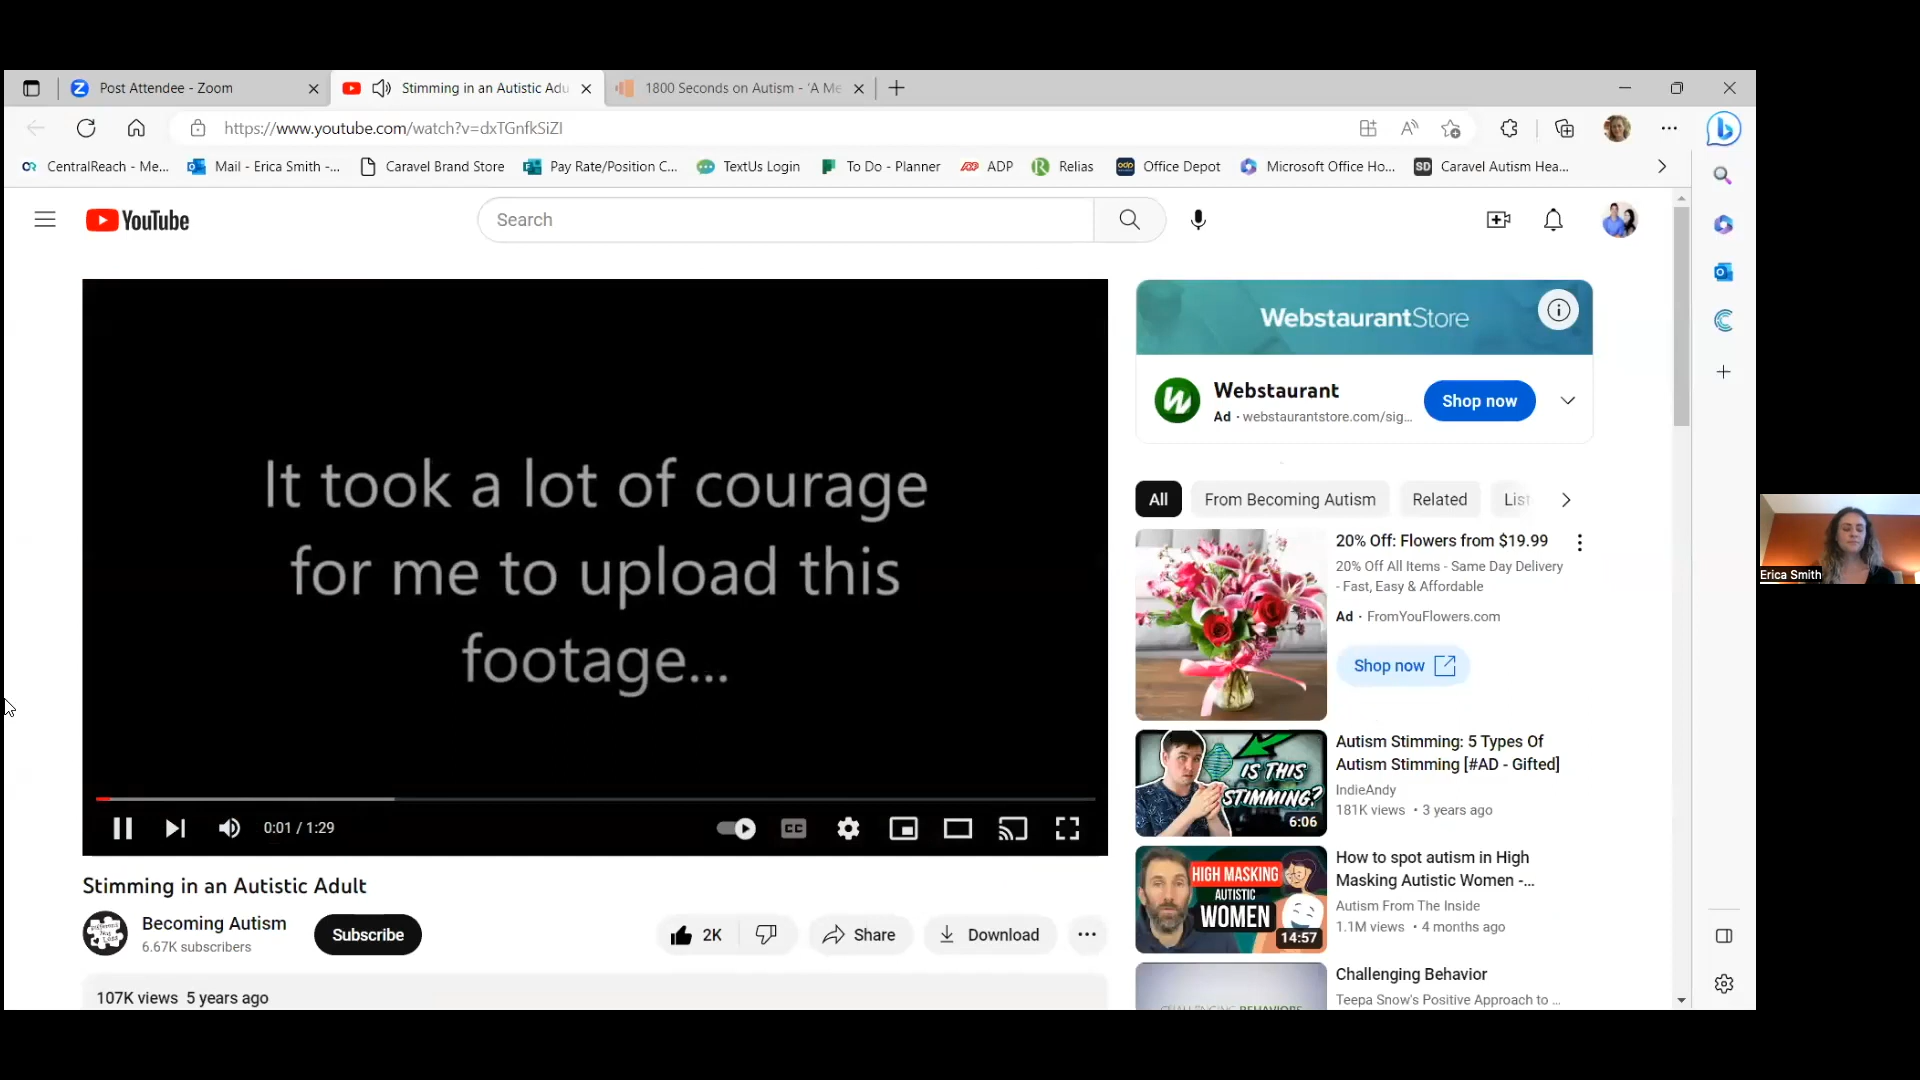 Post Attendee - Zoom
Stimming in an Autistic Adu
1800 Seconds on Autism - 'A Me
https://www.youtube.com/watch?v=dxTGnfkSiZI
CentralReach - Me...
Mail - Erica Smith -...
Caravel Brand Store
Pay Rate/Position C...
TextUs Login
To Do - Planner
ADP
Relias
Office Depot
Microsoft Office Ho...
SD
Caravel Autism Hea...
YouTube
Search
It took a lot of courage
for me to upload this
footage...
0:01 / 1:29
CC
Stimming in an Autistic Adult
Becoming Autism
6.67K subscribers
Subscribe
2K
Share
Download
107K views 5 years ago
WebstaurantStore
Webstaurant
Ad · webstaurantstore.com/sig...
Shop now
All
From Becoming Autism
Related
List
20% Off: Flowers from $19.99
20% Off All Items - Same Day Delivery
- Fast, Easy & Affordable
Ad · FromYouFlowers.com
Shop now
IS THIS
STIMMING?
6:06
Autism Stimming: 5 Types Of
Autism Stimming [#AD - Gifted]
IndieAndy
181K views • 3 years ago
HIGH MASKING
AUTISTIC
WOMEN
14:57
How to spot autism in High
Masking Autistic Women -...
Autism From The Inside
1.1M views • 4 months ago
Challenging Behavior
Teepa Snow's Positive Approach to ...
Erica Smith